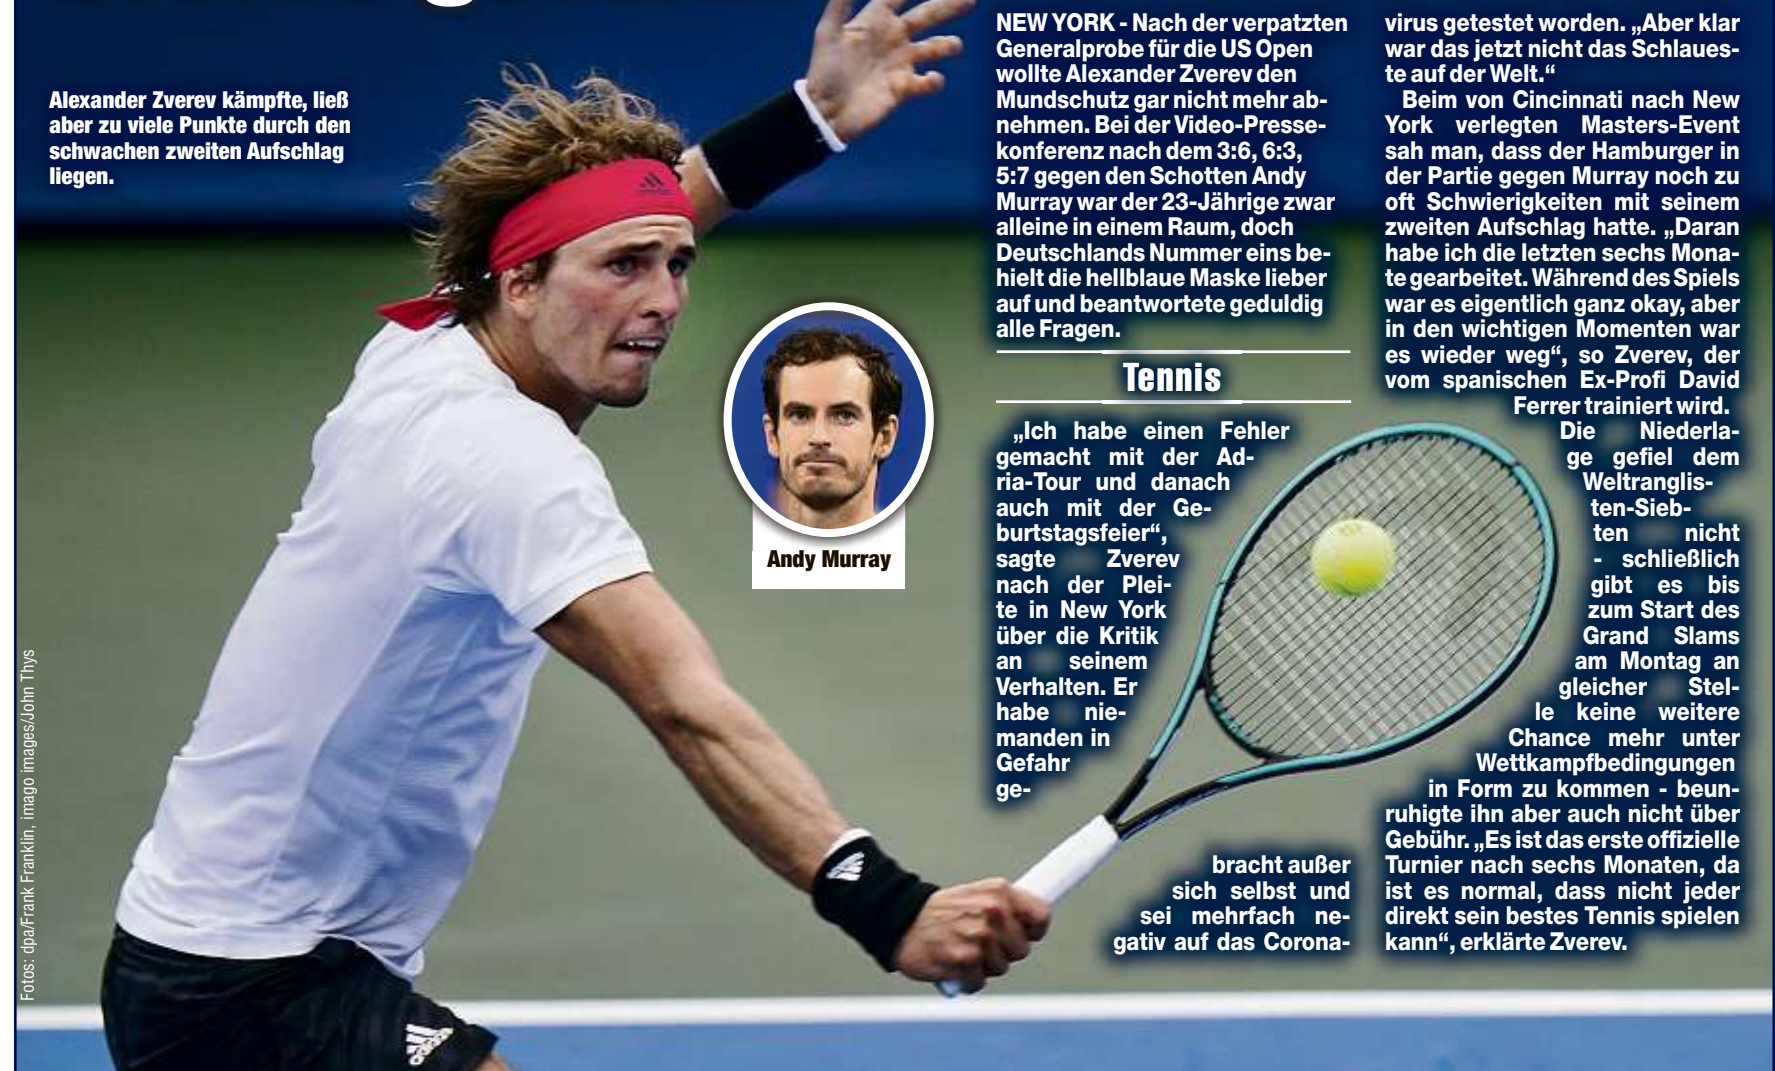 Alexander Zverev kämpfte, ließ
aber zu viele Punkte durch den
schwachen zweiten Aufschlag
liegen.
Andy Murray
Fotos: dpa/Frank Franklin, imago images/John Thys
NEW YORK - Nach der verpatzten
Generalprobe für die US Open
wollte Alexander Zverev den
Mundschutz gar nicht mehr ab-
nehmen. Bei der Video-Presse-
konferenz nach dem 3:6, 6:3,
5:7 gegen den Schotten Andy
Murray war der 23-Jährige zwar
alleine in einem Raum, doch
Deutschlands Nummer eins be-
hielt die hellblaue Maske lieber
auf und beantwortete geduldig
alle Fragen.
Tennis
„Ich habe einen Fehler
gemacht mit der Ad-
ria-Tour und danach
auch mit der Ge-
burtstagsfeier“,
sagte Zverev
nach der Plei-
te in New York
über die Kritik
an seinem
Verhalten. Er
habe nie-
manden in
Gefahr
ge-
bracht außer
sich selbst und
sei mehrfach ne-
gativ auf das Corona-
virus getestet worden. „Aber klar
war das jetzt nicht das Schlaues-
te auf der Welt.“
Beim von Cincinnati nach New
York verlegten Masters-Event
sah man, dass der Hamburger in
der Partie gegen Murray noch zu
oft Schwierigkeiten mit seinem
zweiten Aufschlag hatte. „Daran
habe ich die letzten sechs Mona-
te gearbeitet. Während des Spiels
war es eigentlich ganz okay, aber
in den wichtigen Momenten war
es wieder weg“, so Zverev, der
vom spanischen Ex-Profi David
Ferrer trainiert wird.
Die Niederla-
ge gefiel dem
Weltranglis-
ten-Sieb-
ten nicht
- schließlich
gibt es bis
zum Start des
Grand Slams
am Montag an
gleicher Stel-
le keine weitere
Chance mehr unter
Wettkampfbedingungen
in Form zu kommen - beun-
ruhigte ihn aber auch nicht über
Gebühr. „Es ist das erste offizielle
Turnier nach sechs Monaten, da
ist es normal, dass nicht jeder
direkt sein bestes Tennis spielen
kann“, erklärte Zverev.
adidas